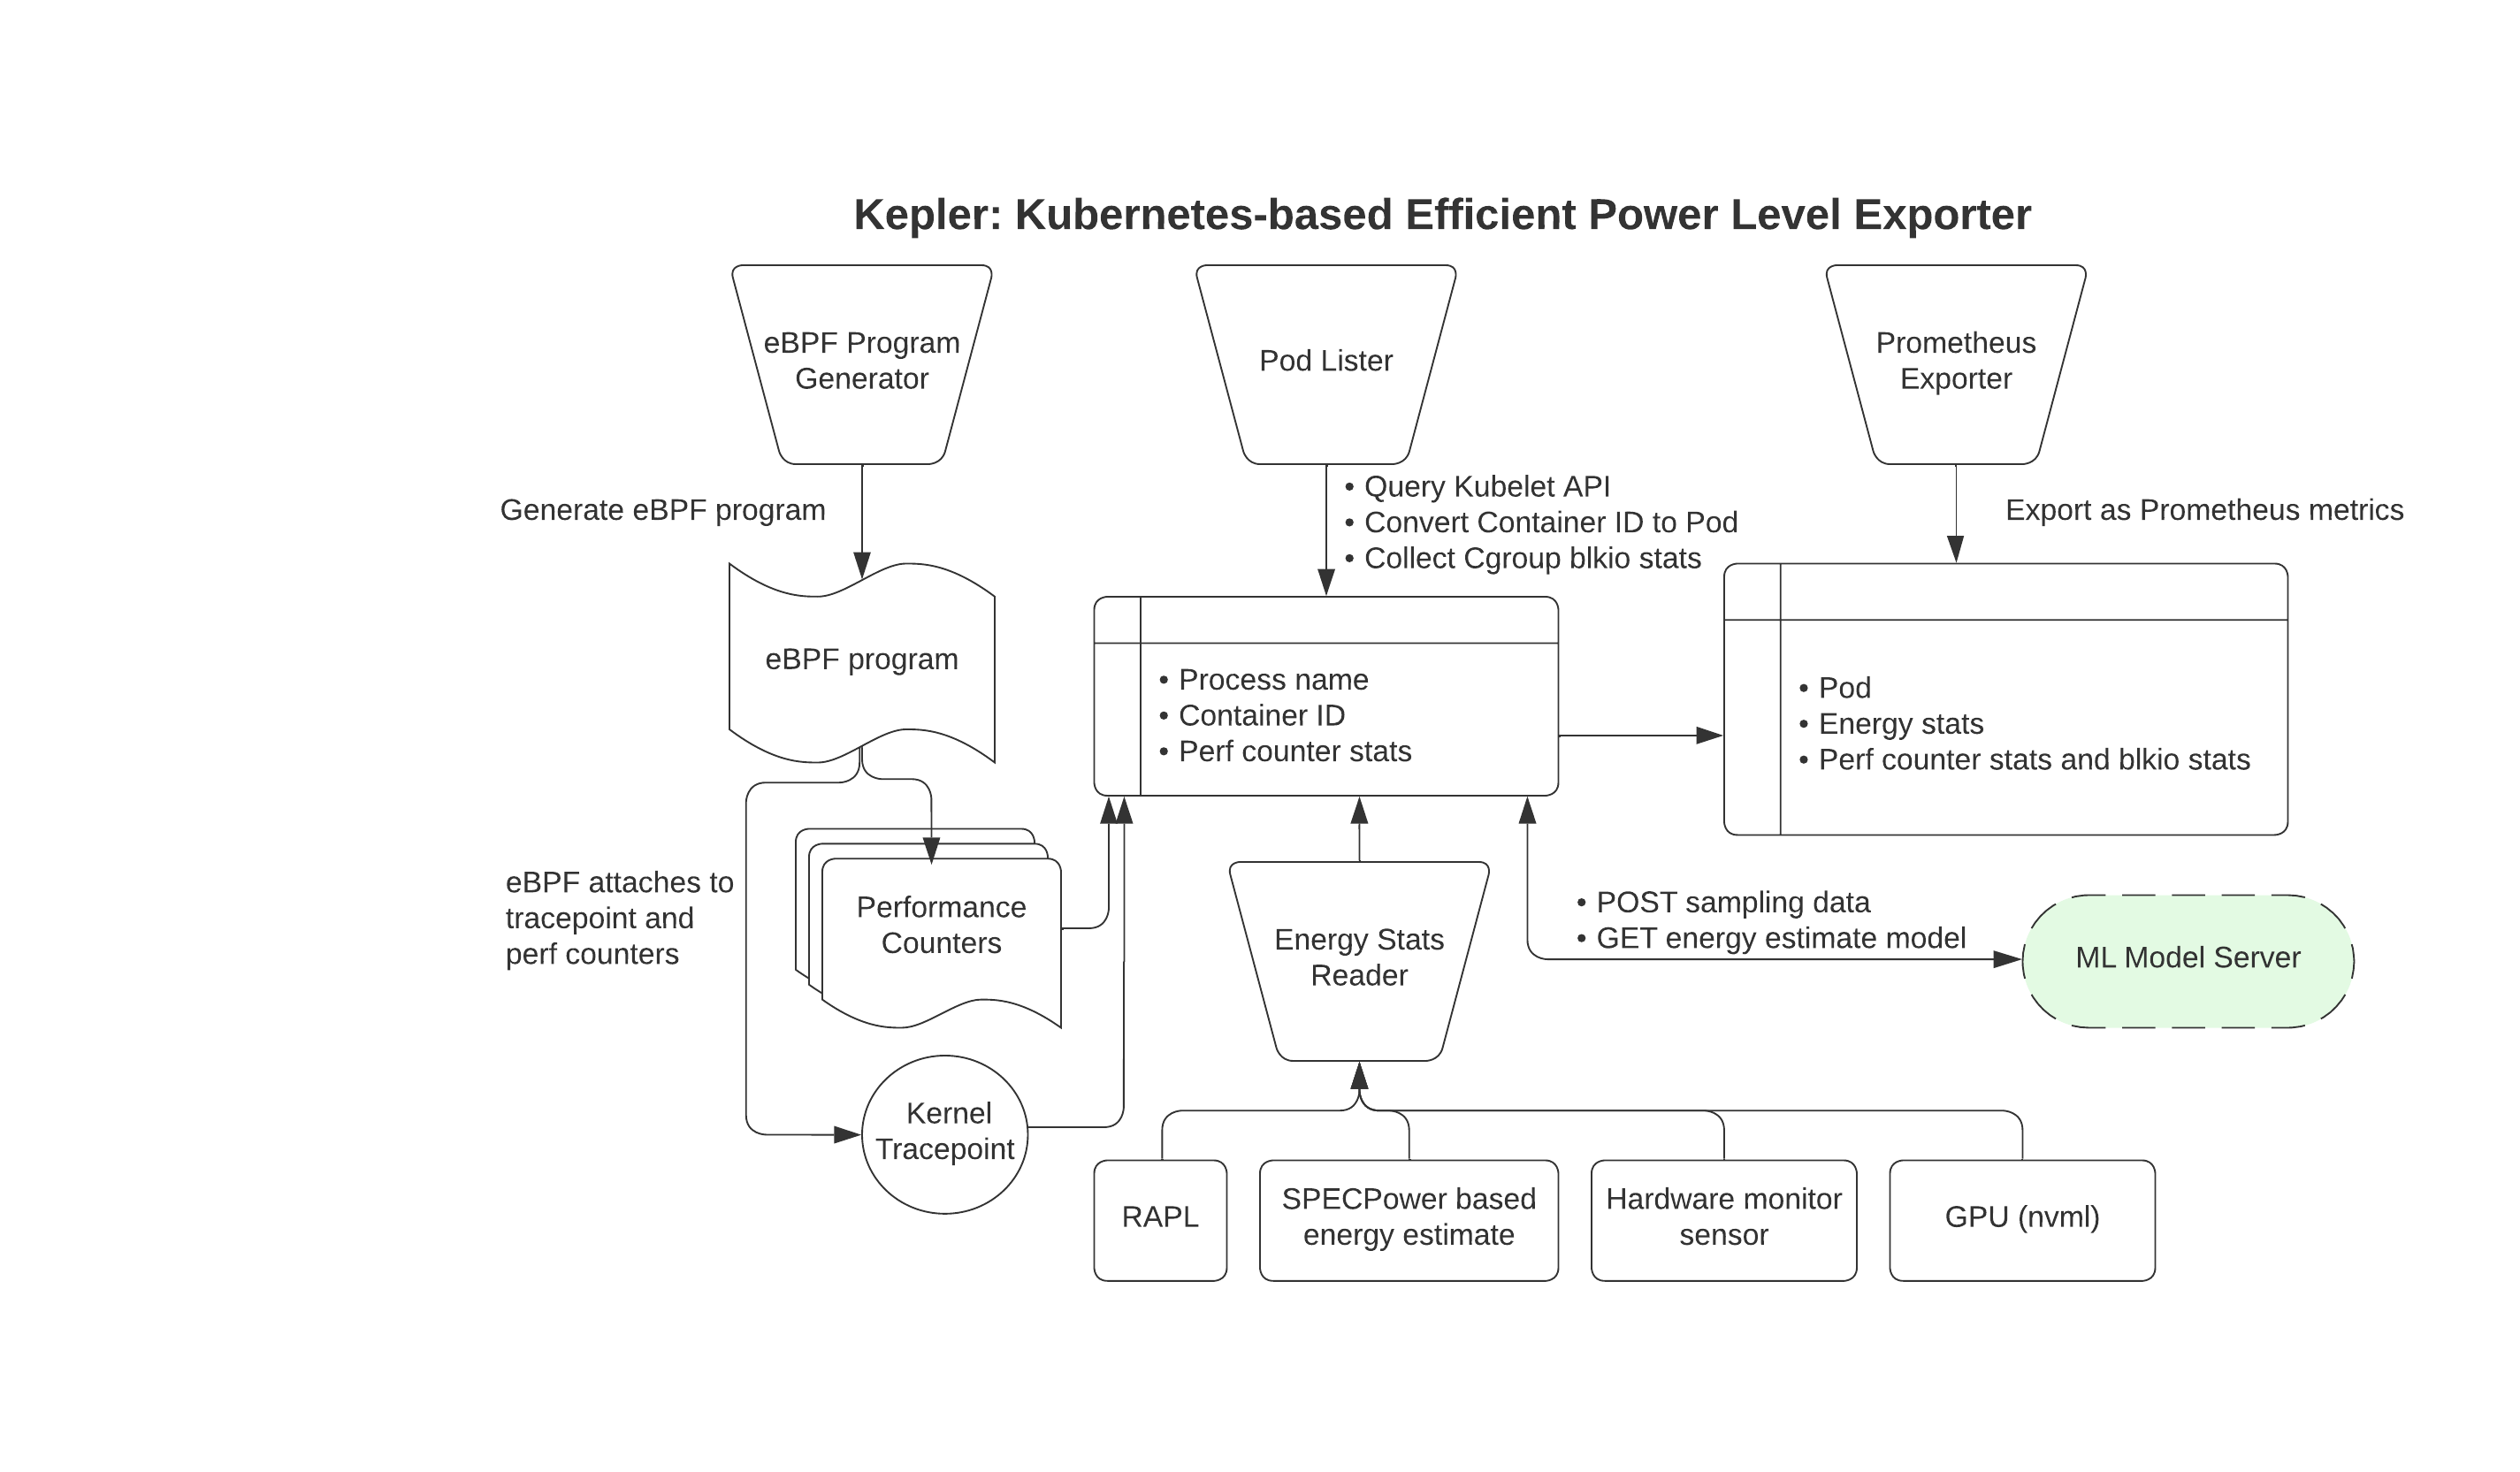 Kepler: Kubernetes-based Efficient Power Level Exporter
eBPF Program
Generator
Pod Lister
Prometheus
Exporter
Generate eBPF program
• Query Kubelet API
• Convert Container ID to Pod
• Collect Cgroup blkio stats
Export as Prometheus metrics
eBPF program
• Process name
• Container ID
• Perf counter stats
• Pod
• Energy stats
• Perf counter stats and blkio stats
eBPF attaches to
tracepoint and
perf counters
Performance
Counters
Energy Stats
Reader
• POST sampling data
• GET energy estimate model
ML Model Server
Kernel
Tracepoint
RAPL
SPECPower based
energy estimate
Hardware monitor
sensor
GPU (nvml)